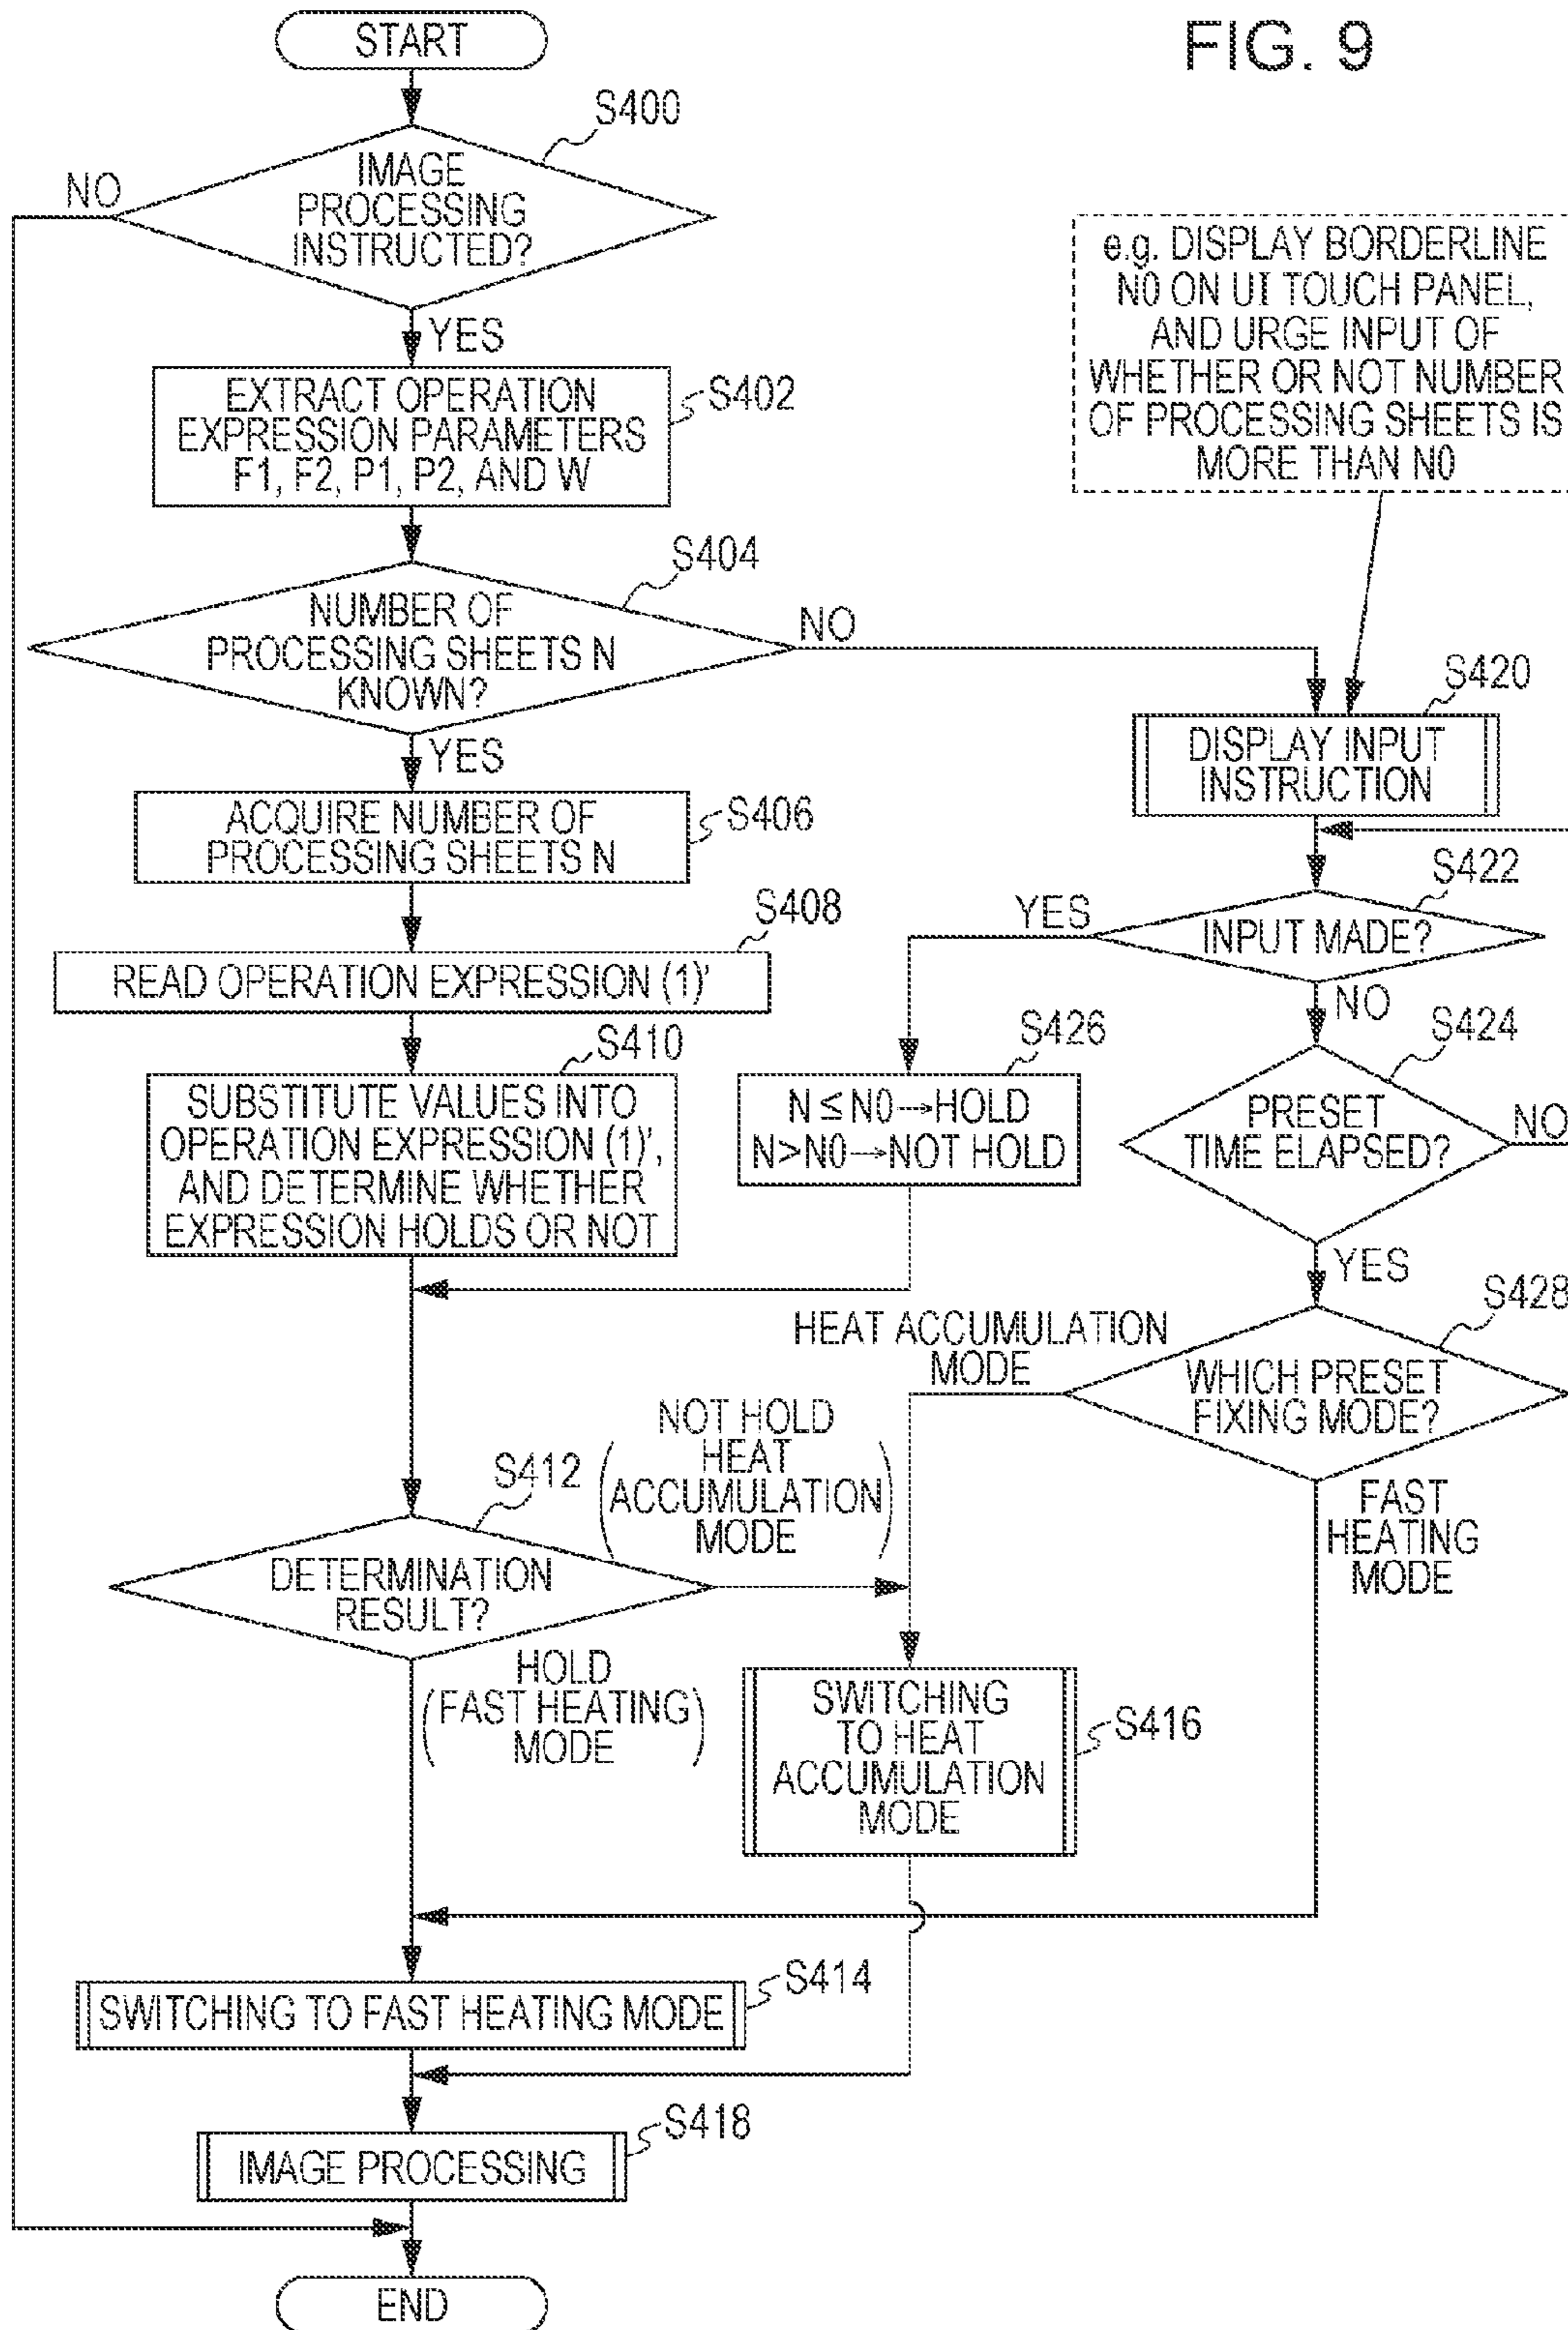 FIG. 9
START
S400
IMAGE
PROCESSING
INSTRUCTED?
NO
YES
EXTRACT OPERATION
EXPRESSION PARAMETERS
F1, F2, P1, P2, AND W
S402
e.g. DISPLAY BORDERLINE
N0 ON UI TOUCH PANEL,
AND URGE INPUT OF
WHETHER OR NOT NUMBER
OF PROCESSING SHEETS IS
MORE THAN N0
S404
NUMBER OF
PROCESSING SHEETS N
KNOWN?
NO
YES
S420
DISPLAY INPUT
INSTRUCTION
ACQUIRE NUMBER OF
PROCESSING SHEETS N
S406
S422
INPUT MADE?
YES
NO
S408
READ OPERATION EXPRESSION (1)'
S410
SUBSTITUTE VALUES INTO
OPERATION EXPRESSION (1)',
AND DETERMINE WHETHER
EXPRESSION HOLDS OR NOT
S426
N ≤ N0→HOLD
N>N0→NOT HOLD
S424
PRESET
TIME ELAPSED?
NO
YES
S428
WHICH PRESET
FIXING MODE?
HEAT ACCUMULATION
MODE
FAST
HEATING
MODE
S412
DETERMINATION
RESULT?
NOT HOLD
(HEAT
ACCUMULATION
MODE)
HOLD
(FAST HEATING
MODE)
SWITCHING
TO HEAT
ACCUMULATION
MODE
S416
S414
SWITCHING TO FAST HEATING MODE
S418
IMAGE PROCESSING
END